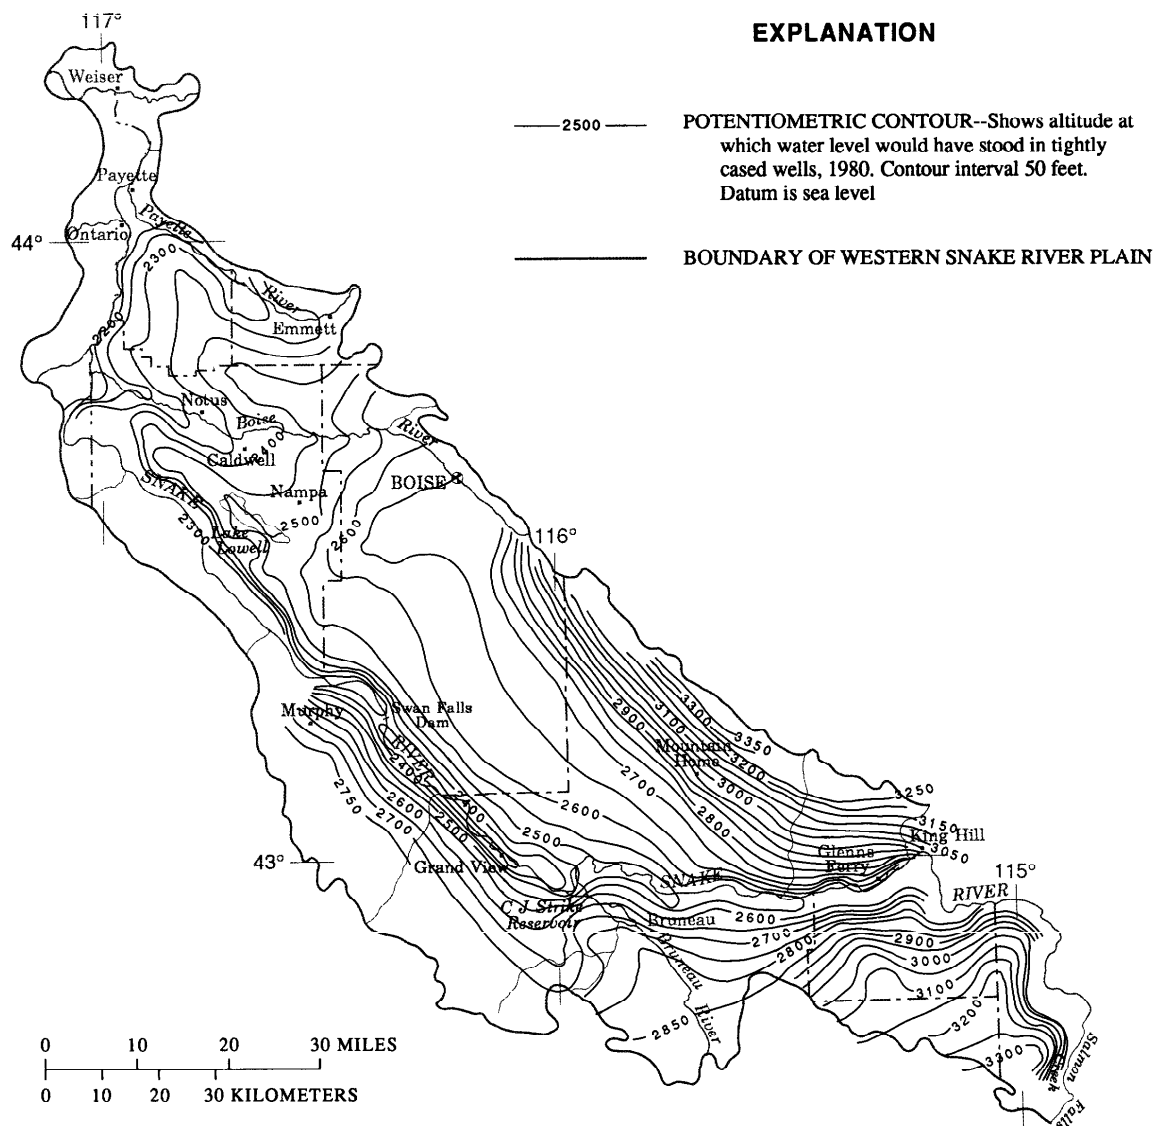 117°
EXPLANATION
Weiser
2500
POTENTIOMETRIC CONTOUR--Shows altitude at
which water level would have stood in tightly
cased wells, 1980. Contour interval 50 feet.
Datum is sea level
Payette
Payette
44°
Ontario
2300
BOUNDARY OF WESTERN SNAKE RIVER PLAIN
River
2200
Emmett
Notus
Boise
River
2400
Caldwell
SNAKE
BOISE
Nampa
2300
2500
2600
Lake
Lowell
116°
Murphy
Swan Falls
Dam
3300
3100
2900
3350
RIVER
Mountain
Home
3200
2400
2700
3000
3250
2750
2600
2400
2600
2800
3150
2700
2500
2500
King Hill
3050
43°
Grand View
Glenns
Ferry
115°
SNAKE
RIVER
C J Strike
Reservoir
Bruneau
2600
2700
2900
2800
3000
Bruneau
3100
River
2850
3200
3300
Salmon
Creek
Falls
0 10 20 30 MILES
0 10 20 30 KILOMETERS